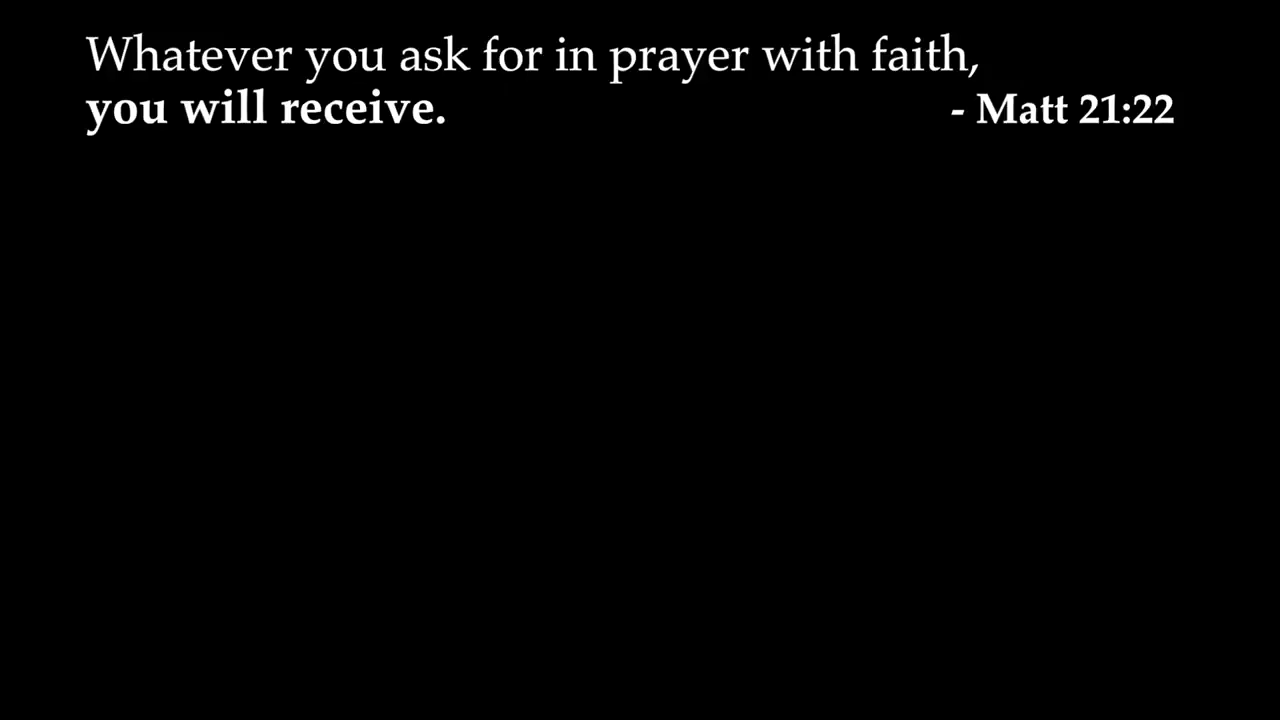 Whatever you ask for in prayer with faith,
you will receive. - Matt 21:22